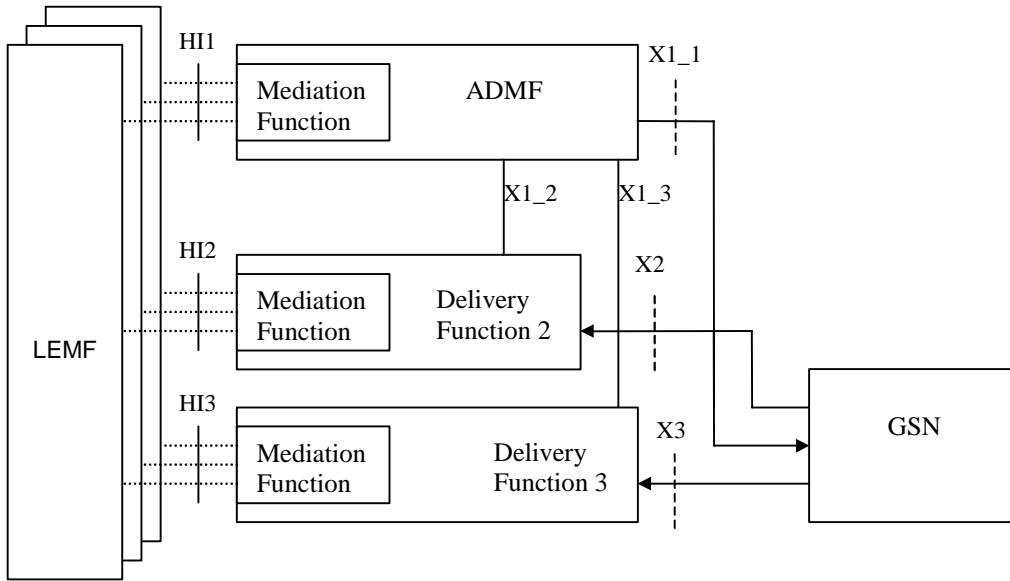 HI1
X1_1
Mediation
Function
ADMF
X1_2
X1_3
HI2
X2
Mediation
Function
Delivery
Function 2
LEMF
HI3
X3
GSN
Mediation
Function
Delivery
Function 3